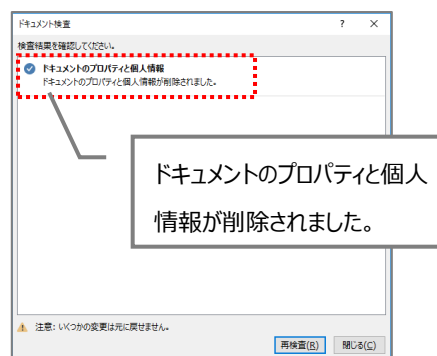 ドキュメント検査
検査結果を確認してください。
ドキュメントのプロパティと個人情報
ドキュメントのプロパティと個人情報が削除されました。
ドキュメントのプロパティと個人
情報が削除されました。
注意: いくつかの変更は元に戻せません。
再検査(R) 閉じる(C)